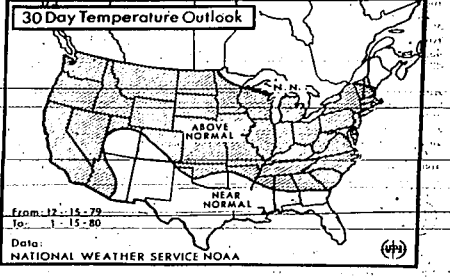 30 Day Temperature Outlook
N.N.
ABOVE
NORMAL
NEAR
NORMAL
From: 12 - 15 - 79
To: 1 - 15 - 80
Data:
NATIONAL WEATHER SERVICE NOAA
UPI